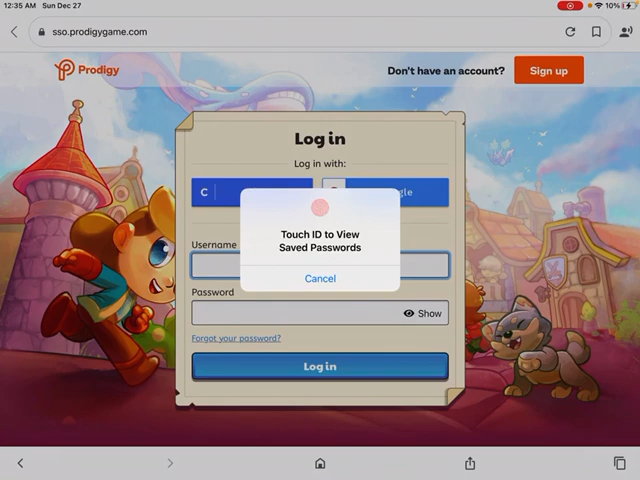 12:35 AM Sun Dec 27
10%
sso.prodigygame.com
Prodigy
Don't have an account?
Sign up
Log in
Log in with:
C
gle
Touch ID to View
Saved Passwords
Cancel
Username
Password
Show
Forgot your password?
Log in